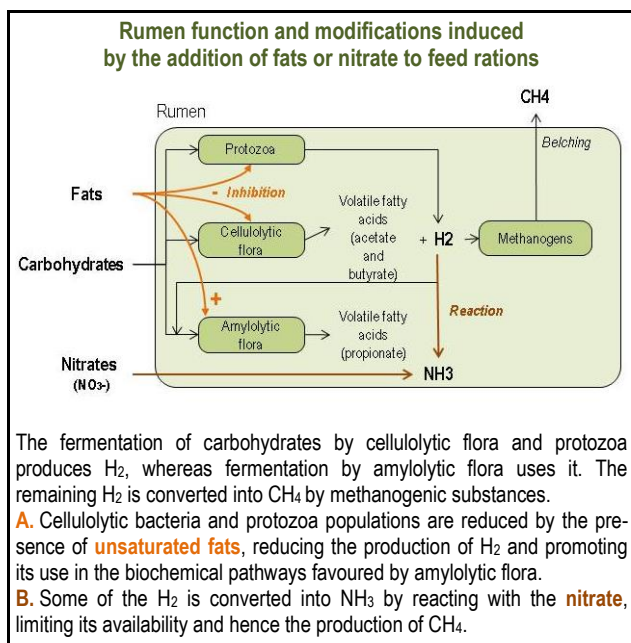 Rumen function and modifications induced
by the addition of fats or nitrate to feed rations
CH4
Rumen
Belching
Protozoa
Fats
- Inhibition
Volatile fatty
acids
(acetate
and
butyrate)
Cellulolytic
flora
+ H2
Methanogens
Carbohydrates
+
Reaction
Amylolytic
flora
Volatile fatty
acids
(propionate)
Nitrates
(NO3-)
NH3
The fermentation of carbohydrates by cellulolytic flora and protozoa
produces H2, whereas fermentation by amylolytic flora uses it. The
remaining H2 is converted into CH4 by methanogenic substances.
A. Cellulolytic bacteria and protozoa populations are reduced by the pre-
sence of unsaturated fats, reducing the production of H2 and promoting
its use in the biochemical pathways favoured by amylolytic flora.
B. Some of the H2 is converted into NH3 by reacting with the nitrate,
limiting its availability and hence the production of CH4.